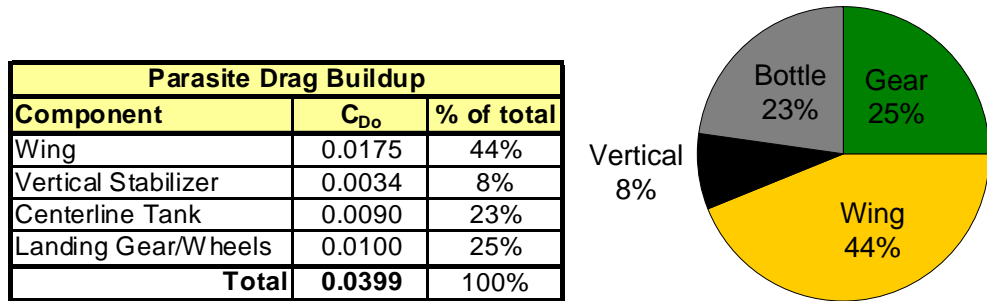 Parasite Drag Buildup
Component C_Do % of total
Wing 0.0175 44%
Vertical Stabilizer 0.0034 8%
Centerline Tank 0.0090 23%
Landing Gear/Wheels 0.0100 25%
Total 0.0399 100%
Bottle
23%
Gear
25%
Vertical
8%
Wing
44%